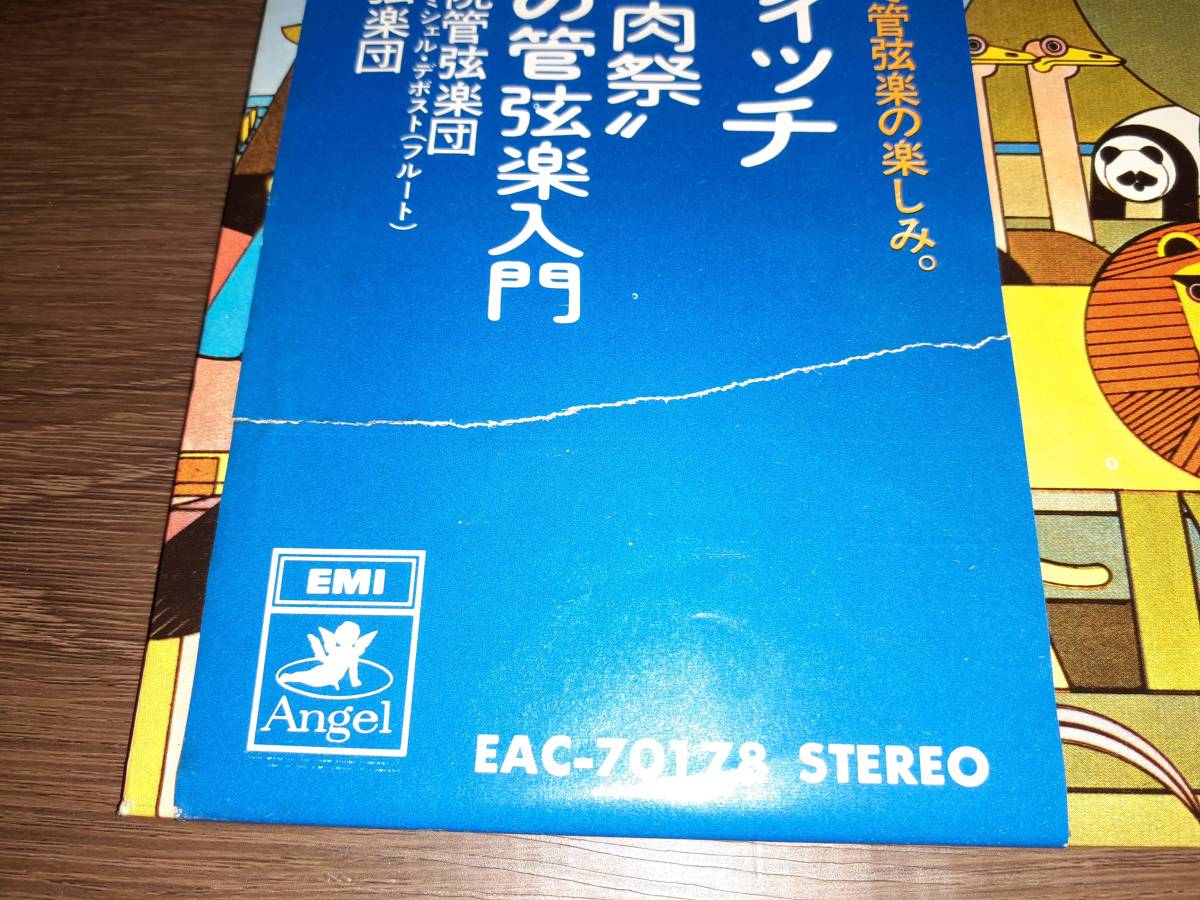 管弦楽の楽しみ。
イッチ
肉祭〟
の管弦楽入門
院管弦楽団
ミシェル・デボスト(フルート)
弦楽団
EMI
Angel
EAC-70178 STEREO